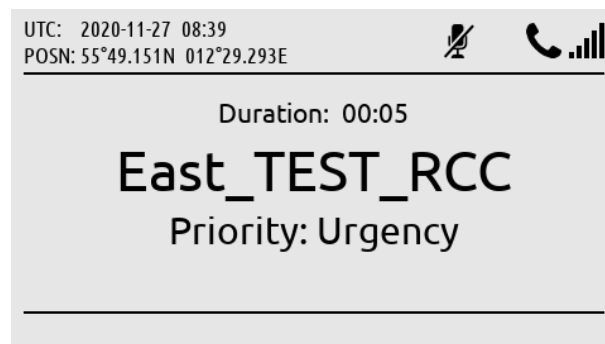 UTC: 2020-11-27 08:39
POSN: 55°49.151N 012°29.293E
Duration: 00:05
East_TEST_RCC
Priority: Urgency